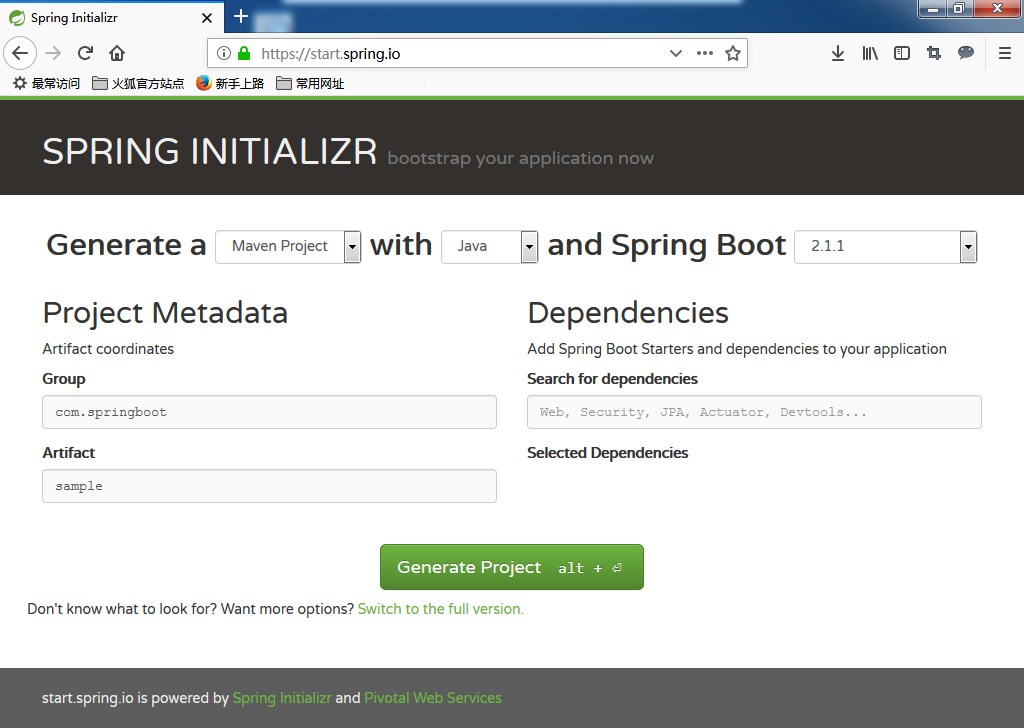 Spring Initializr
https://start.spring.io
最常访问 火狐官方站点 新手上路 常用网址
SPRING INITIALIZR bootstrap your application now
Generate a Maven Project with Java and Spring Boot 2.1.1
Project Metadata
Artifact coordinates
Group
com.springboot
Artifact
sample
Dependencies
Add Spring Boot Starters and dependencies to your application
Search for dependencies
Web, Security, JPA, Actuator, Devtools...
Selected Dependencies
Generate Project alt + ⏎
Don't know what to look for? Want more options? Switch to the full version.
start.spring.io is powered by Spring Initializr and Pivotal Web Services